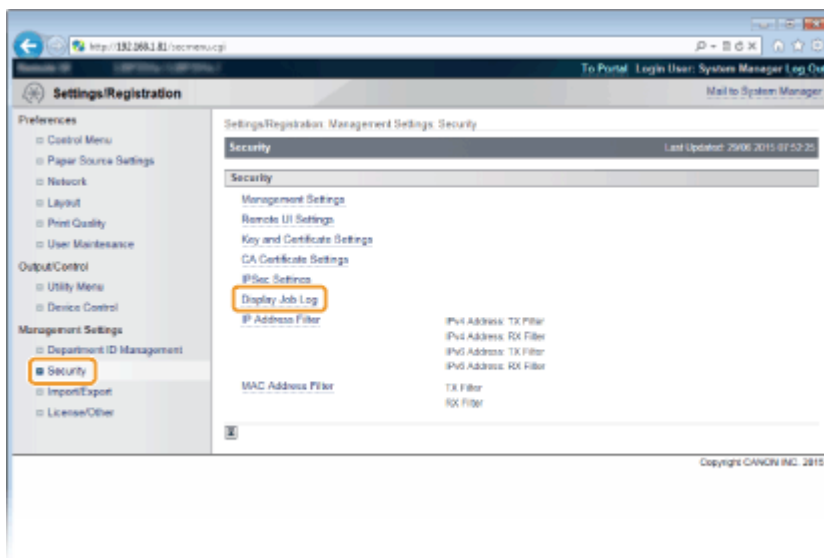 http://192.168.1.81/secmenu.cgi
To Portal Login User: System Manager Log Out
Settings/Registration
Mail to System Manager
Preferences
Control Menu
Paper Source Settings
Network
Layout
Print Quality
User Maintenance
Output/Control
Utility Menu
Device Control
Management Settings
Department ID Management
Security
Import/Export
License/Other
Settings/Registration: Management Settings: Security
Security
Last Updated: 29/06 2015 07:52:25
Security
Management Settings
Remote UI Settings
Key and Certificate Settings
CA Certificate Settings
IPSec Settings
Display Job Log
IP Address Filter
IPv4 Address: TX Filter
IPv4 Address: RX Filter
IPv6 Address: TX Filter
IPv6 Address: RX Filter
MAC Address Filter
TX Filter
RX Filter
Copyright CANON INC. 2015